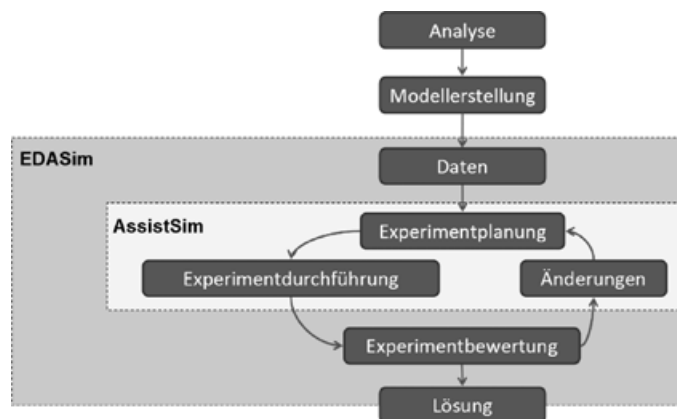 Analyse
Modellerstellung
EDASim
Daten
AssistSim
Experimentplanung
Experimentdurchführung
Änderungen
Experimentbewertung
Lösung